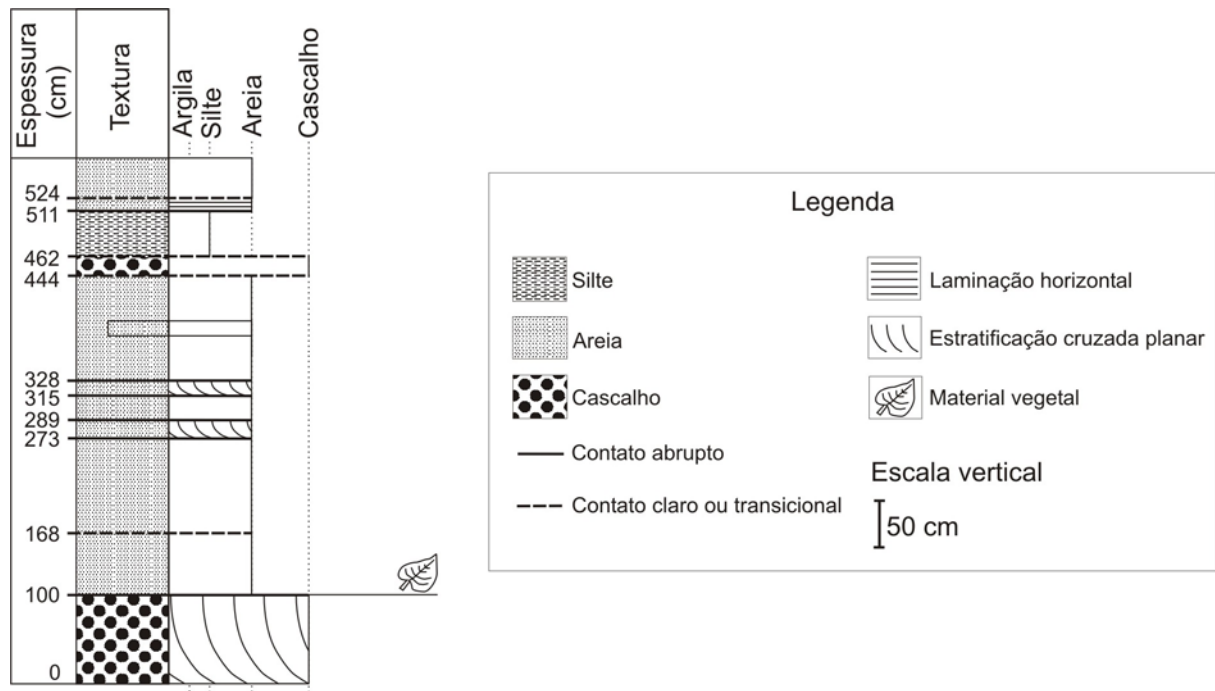 Espessura
(cm)
Textura
Argila
Silte
Areia
Cascalho
524
511
462
444
328
315
289
273
168
100
0
Legenda
Silte
Laminação horizontal
Areia
Estratificação cruzada planar
Cascalho
Material vegetal
Contato abrupto
Escala vertical
Contato claro ou transicional
50 cm